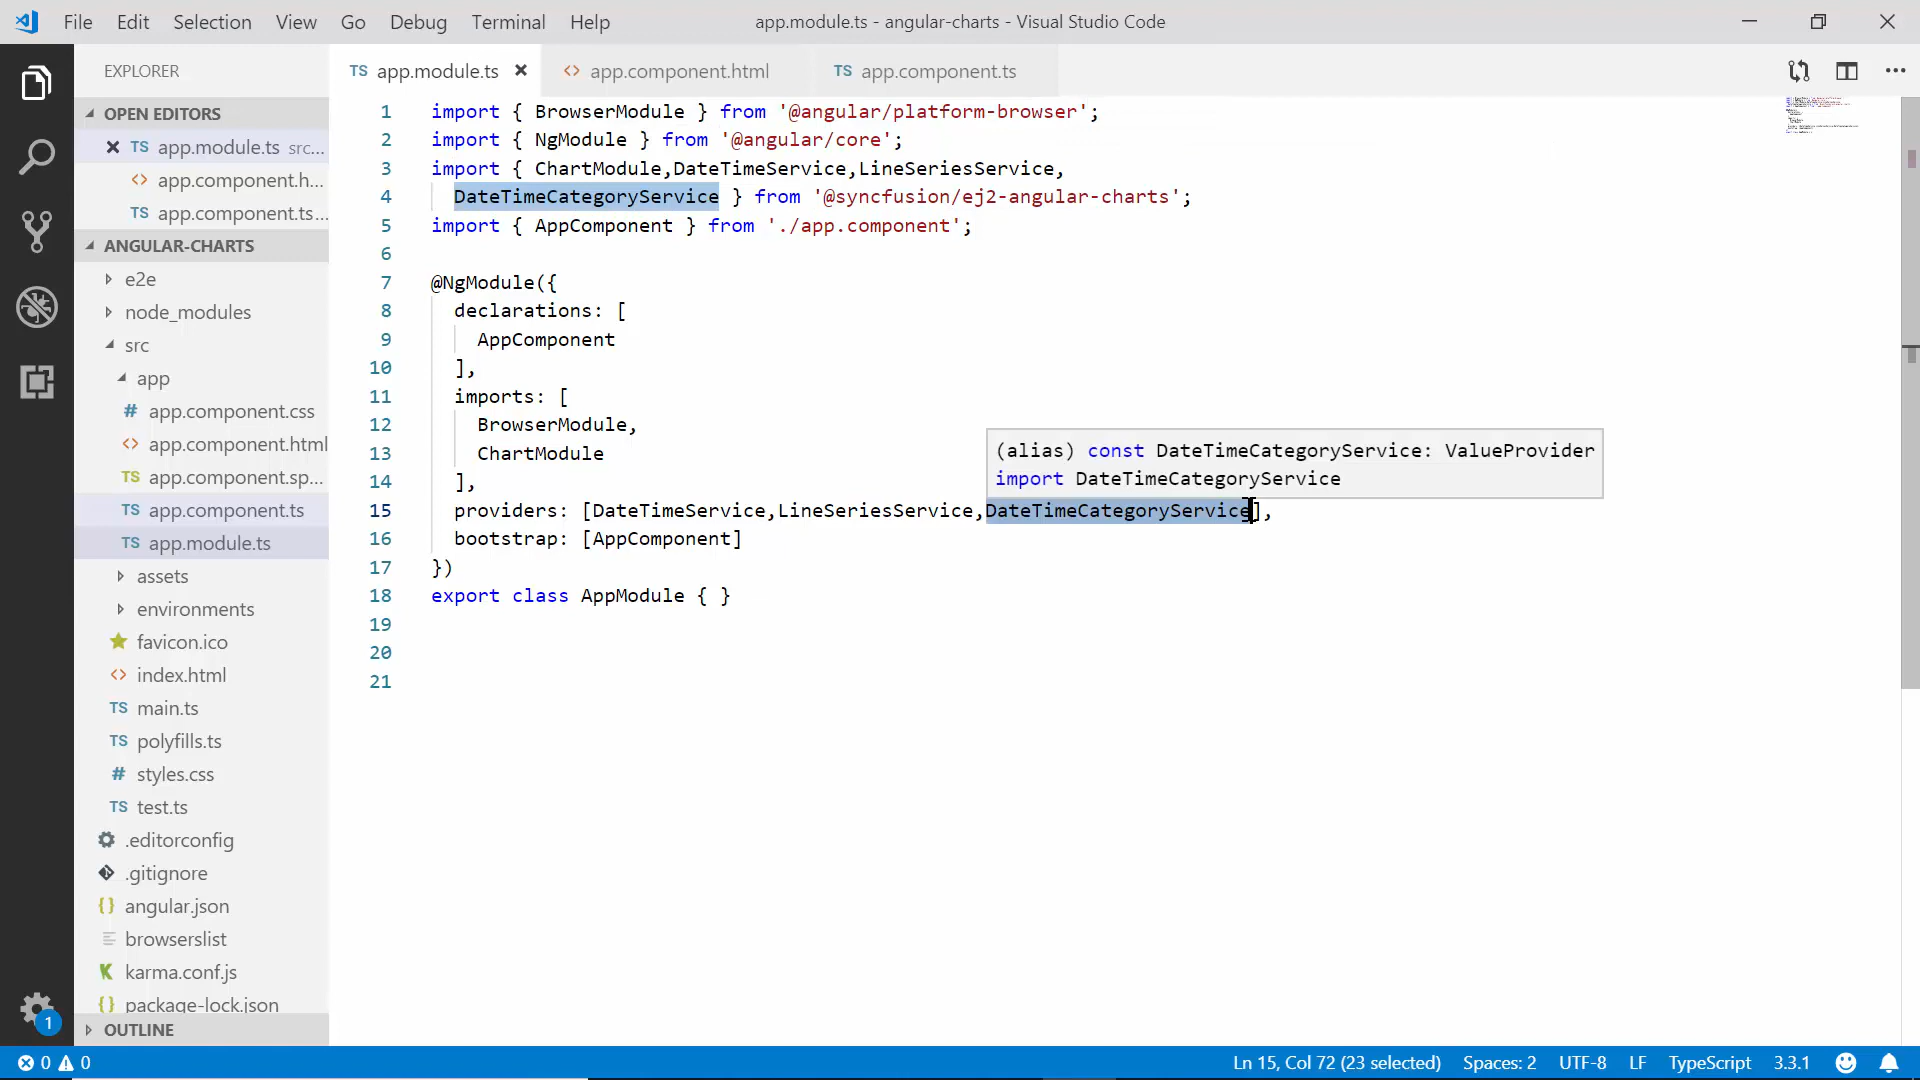 File Edit Selection View Go Debug Terminal Help
app.module.ts - angular-charts - Visual Studio Code
EXPLORER
TS app.module.ts
<> app.component.html
TS app.component.ts
OPEN EDITORS
TS app.module.ts src...
<> app.component.h...
TS app.component.ts...
ANGULAR-CHARTS
e2e
node_modules
src
app
# app.component.css
<> app.component.html
TS app.component.sp...
TS app.component.ts
TS app.module.ts
assets
environments
favicon.ico
<> index.html
TS main.ts
TS polyfills.ts
# styles.css
TS test.ts
.editorconfig
.gitignore
{} angular.json
browserslist
K karma.conf.js
{} package-lock.json
OUTLINE
1 import { BrowserModule } from '@angular/platform-browser';
2 import { NgModule } from '@angular/core';
3 import { ChartModule,DateTimeService,LineSeriesService,
4 DateTimeCategoryService } from '@syncfusion/ej2-angular-charts';
5 import { AppComponent } from './app.component';
6
7 @NgModule({
8 declarations: [
9 AppComponent
10 ],
11 imports: [
12 BrowserModule,
13 ChartModule
14 ],
15 providers: [DateTimeService,LineSeriesService,DateTimeCategoryService],
16 bootstrap: [AppComponent]
17 })
18 export class AppModule { }
19
20
21
(alias) const DateTimeCategoryService: ValueProvider
import DateTimeCategoryService
1
0 0
Ln 15, Col 72 (23 selected) Spaces: 2 UTF-8 LF TypeScript 3.3.1